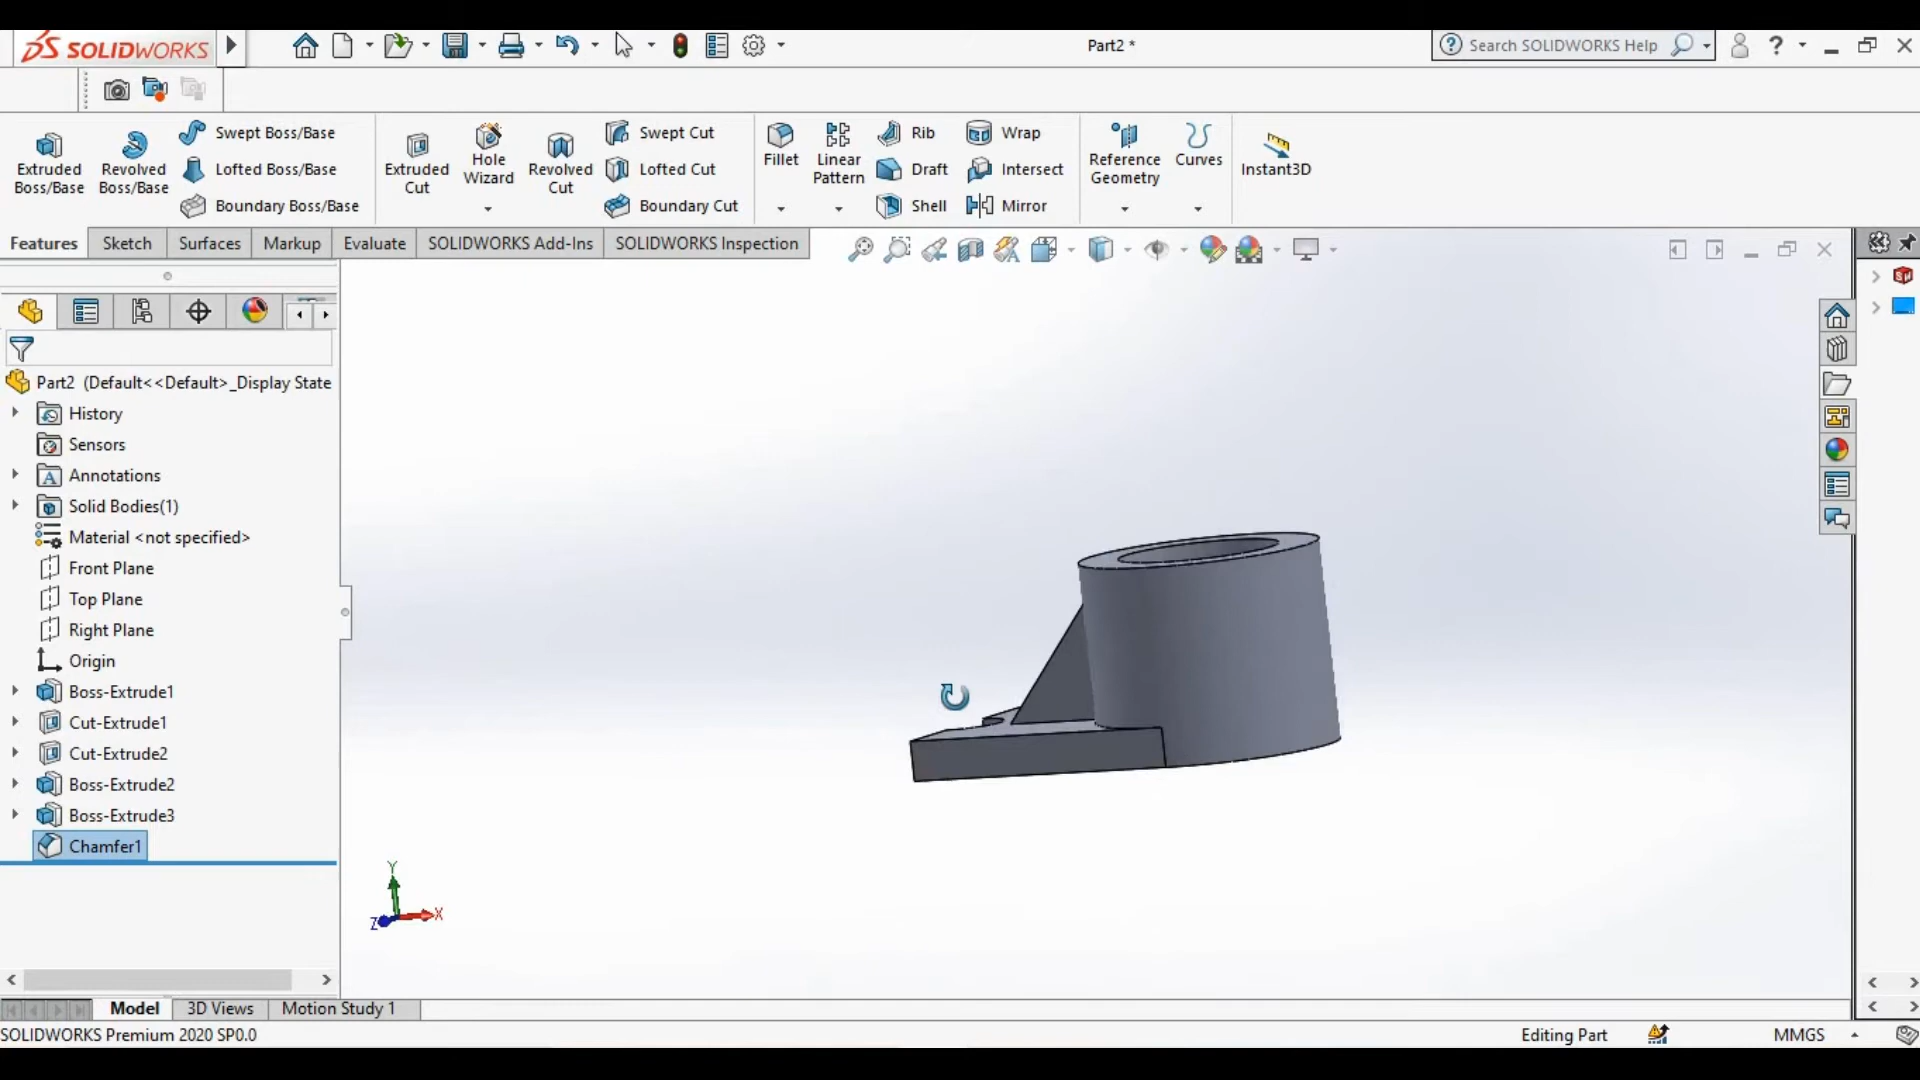 SOLIDWORKS
Part2 *
Search SOLIDWORKS Help
Extruded Boss/Base
Revolved Boss/Base
Swept Boss/Base
Lofted Boss/Base
Boundary Boss/Base
Extruded Cut
Hole Wizard
Revolved Cut
Swept Cut
Lofted Cut
Boundary Cut
Fillet
Linear Pattern
Rib
Draft
Shell
Wrap
Intersect
Mirror
Reference Geometry
Curves
Instant3D
Features
Sketch
Surfaces
Markup
Evaluate
SOLIDWORKS Add-Ins
SOLIDWORKS Inspection
Part2 (Default<<Default>_Display State
History
Sensors
Annotations
Solid Bodies(1)
Material <not specified>
Front Plane
Top Plane
Right Plane
Origin
Boss-Extrude1
Cut-Extrude1
Cut-Extrude2
Boss-Extrude2
Boss-Extrude3
Chamfer1
Y
X
Z
Model
3D Views
Motion Study 1
SOLIDWORKS Premium 2020 SP0.0
Editing Part
MMGS